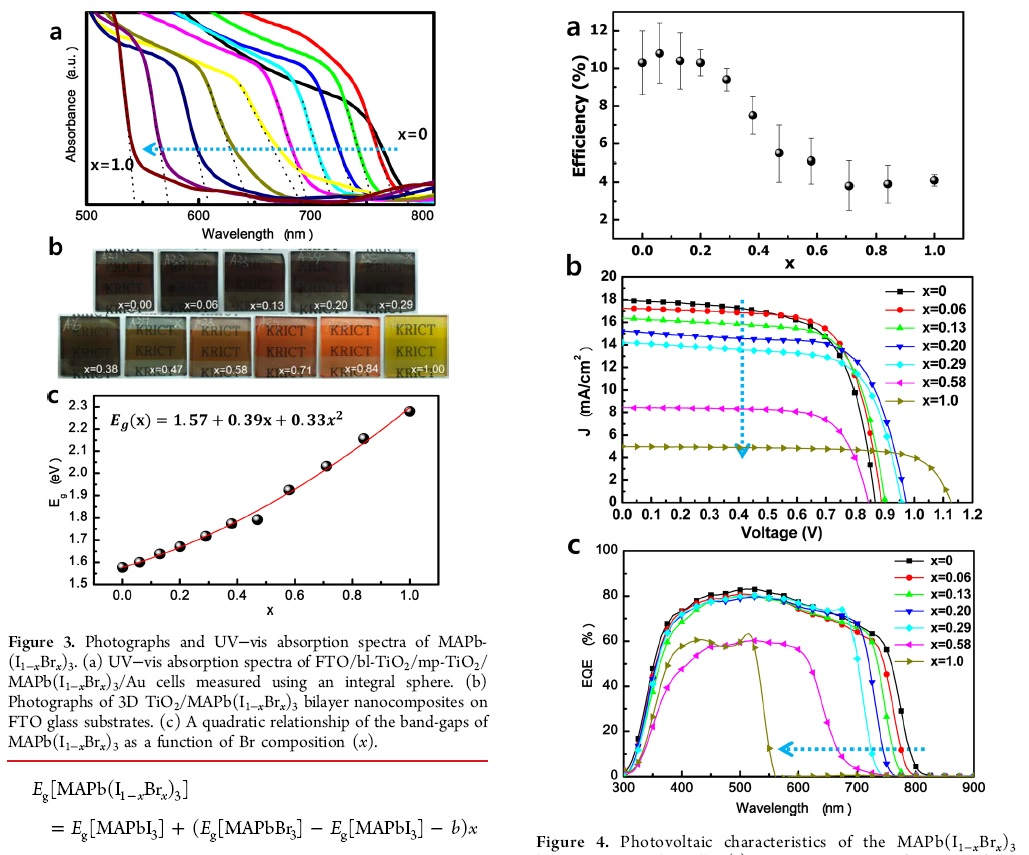 a
Absorbance (a.u.)
x=0
x=1.0
500 600 700 800
Wavelength (nm)
b
KRICT
x=0.00 x=0.06 x=0.13 x=0.20 x=0.29
KRICT KRICT KRICT KRICT KRICT
x=0.38 x=0.47 x=0.58 x=0.71 x=0.84 x=1.00
c
E_g(x) = 1.57 + 0.39x + 0.33x²
2.3
2.2
2.1
2.0
1.9
1.8
1.7
1.6
1.5
E_g (eV)
0.0 0.2 0.4 0.6 0.8 1.0
x
Figure 3. Photographs and UV−vis absorption spectra of MAPb-
(I₁₋ₓBrₓ)₃. (a) UV−vis absorption spectra of FTO/bl-TiO₂/mp-TiO₂/
MAPb(I₁₋ₓBrₓ)₃/Au cells measured using an integral sphere. (b)
Photographs of 3D TiO₂/MAPb(I₁₋ₓBrₓ)₃ bilayer nanocomposites on
FTO glass substrates. (c) A quadratic relationship of the band-gaps of
MAPb(I₁₋ₓBrₓ)₃ as a function of Br composition (x).
E_g[MAPb(I₁₋ₓBrₓ)₃]
= E_g[MAPbI₃] + (E_g[MAPbBr₃] − E_g[MAPbI₃] − b)x
a
12
10
8
6
4
2
Efficiency (%)
0.0 0.2 0.4 0.6 0.8 1.0
x
b
20
18
16
14
12
10
8
6
4
2
0
J (mA/cm²)
x=0
x=0.06
x=0.13
x=0.20
x=0.29
x=0.58
x=1.0
0.0 0.1 0.2 0.3 0.4 0.5 0.6 0.7 0.8 0.9 1.0 1.1 1.2
Voltage (V)
c
100
80
60
40
20
0
EQE (%)
x=0
x=0.06
x=0.13
x=0.20
x=0.29
x=0.58
x=1.0
300 400 500 600 700 800 900
Wavelength (nm)
Figure 4. Photovoltaic characteristics of the MAPb(I₁₋ₓBrₓ)₃